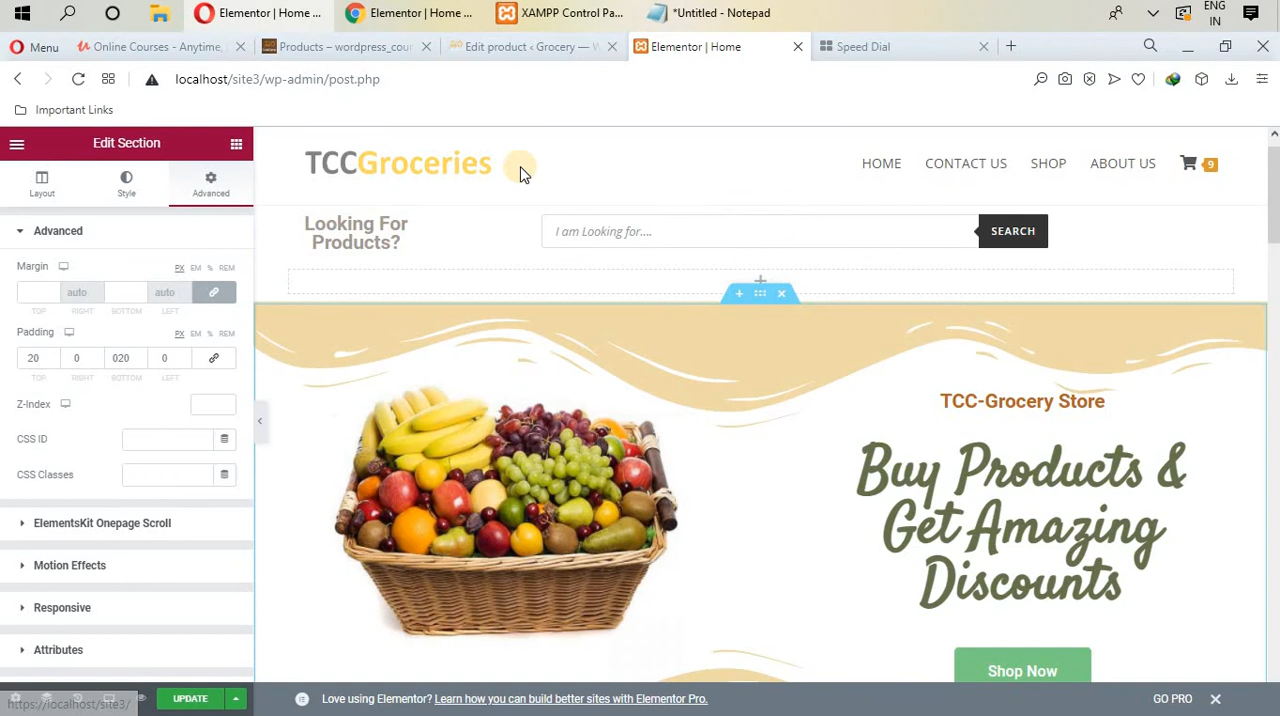 Elementor | Home ...
Elementor | Home ...
XAMPP Control Pa...
*Untitled - Notepad
ENG
IN
Menu
Online Courses - Anytime,
Products – wordpress_cou
Edit product ‹ Grocery — W
Elementor | Home
Speed Dial
localhost/site3/wp-admin/post.php
Important Links
Edit Section
Layout
Style
Advanced
Advanced
Margin
PX EM % REM
auto auto
TOP RIGHT BOTTOM LEFT
Padding
PX EM % REM
20 0 020 0
TOP RIGHT BOTTOM LEFT
Z-Index
CSS ID
CSS Classes
ElementsKit Onepage Scroll
Motion Effects
Responsive
Attributes
UPDATE
https://localhost/site3/
TCCGroceries
HOME
CONTACT US
SHOP
ABOUT US
9
Looking For
Products?
I am Looking for....
SEARCH
TCC-Grocery Store
Buy Products &
Get Amazing
Discounts
Shop Now
Love using Elementor? Learn how you can build better sites with Elementor Pro.
GO PRO